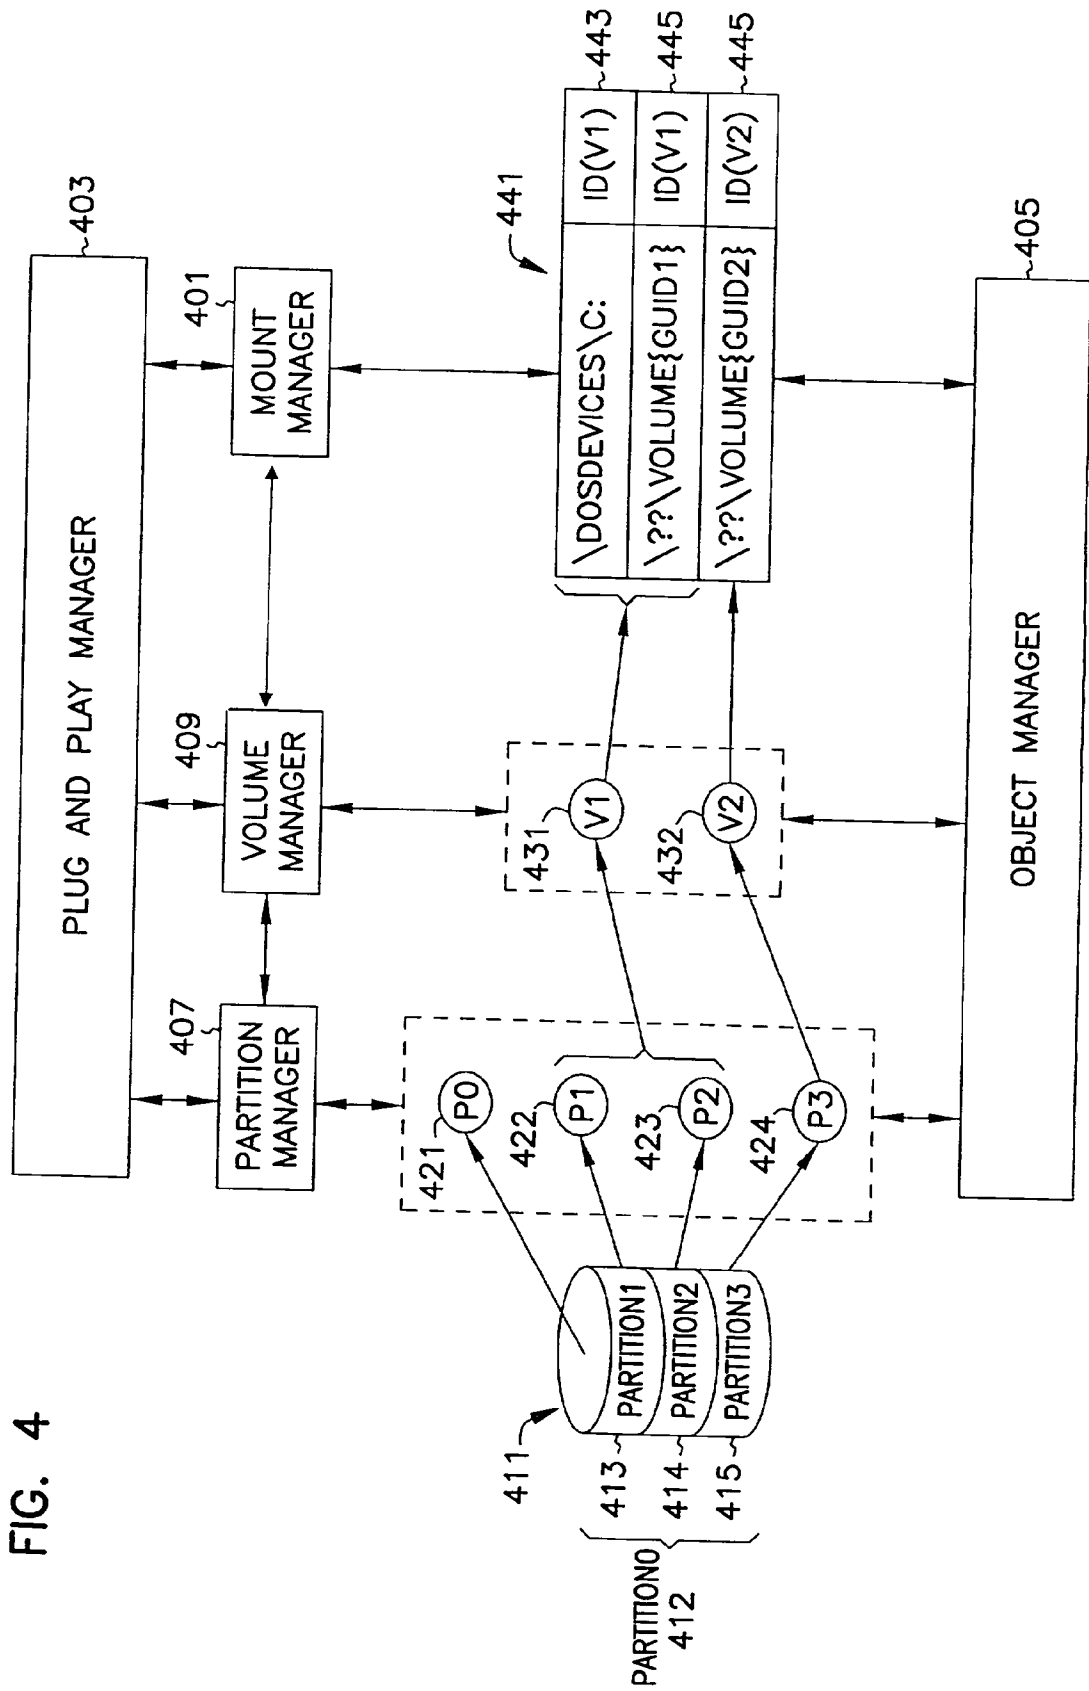 FIG. 4
PLUG AND PLAY MANAGER
403
407
PARTITION
MANAGER
409
VOLUME
MANAGER
401
MOUNT
MANAGER
411
PARTITION0
412
413
PARTITION1
414
PARTITION2
415
PARTITION3
421
P0
422
P1
423
P2
424
P3
431
V1
432
V2
441
\DOSDEVICES\C:
ID(V1)
443
\??\VOLUME{GUID1}
ID(V1)
445
\??\VOLUME{GUID2}
ID(V2)
445
OBJECT MANAGER
405